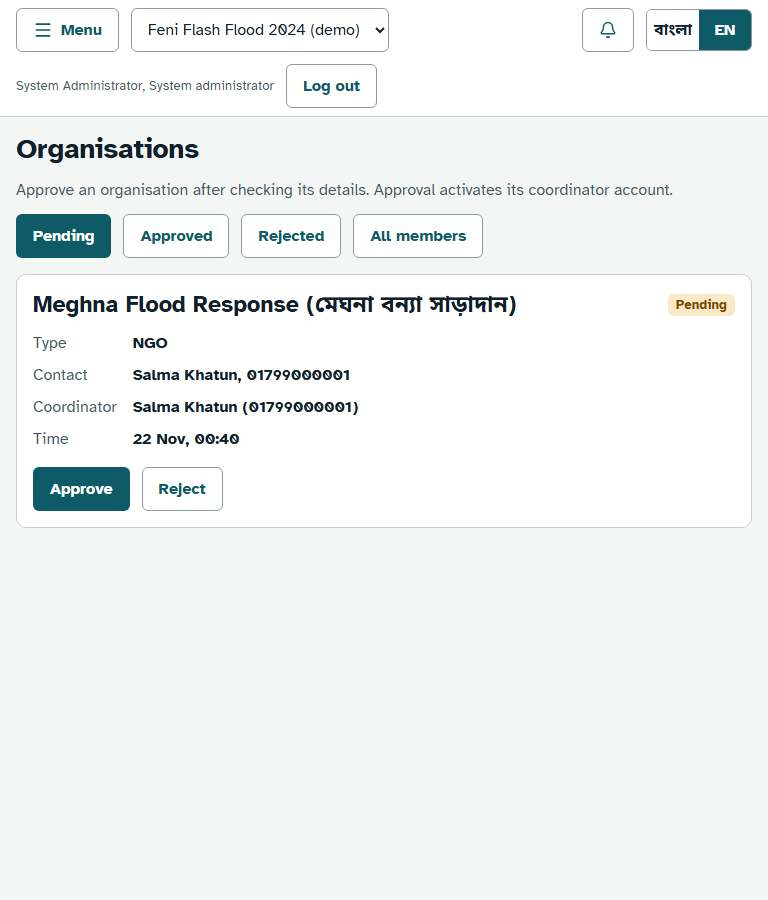 Menu
Feni Flash Flood 2024 (demo)
বাংলা
EN
System Administrator, System administrator
Log out
Organisations
Approve an organisation after checking its details. Approval activates its coordinator account.
Pending
Approved
Rejected
All members
Meghna Flood Response (মেঘনা বন্যা সাড়াদান)
Pending
Type NGO
Contact Salma Khatun, 01799000001
Coordinator Salma Khatun (01799000001)
Time 22 Nov, 00:40
Approve
Reject